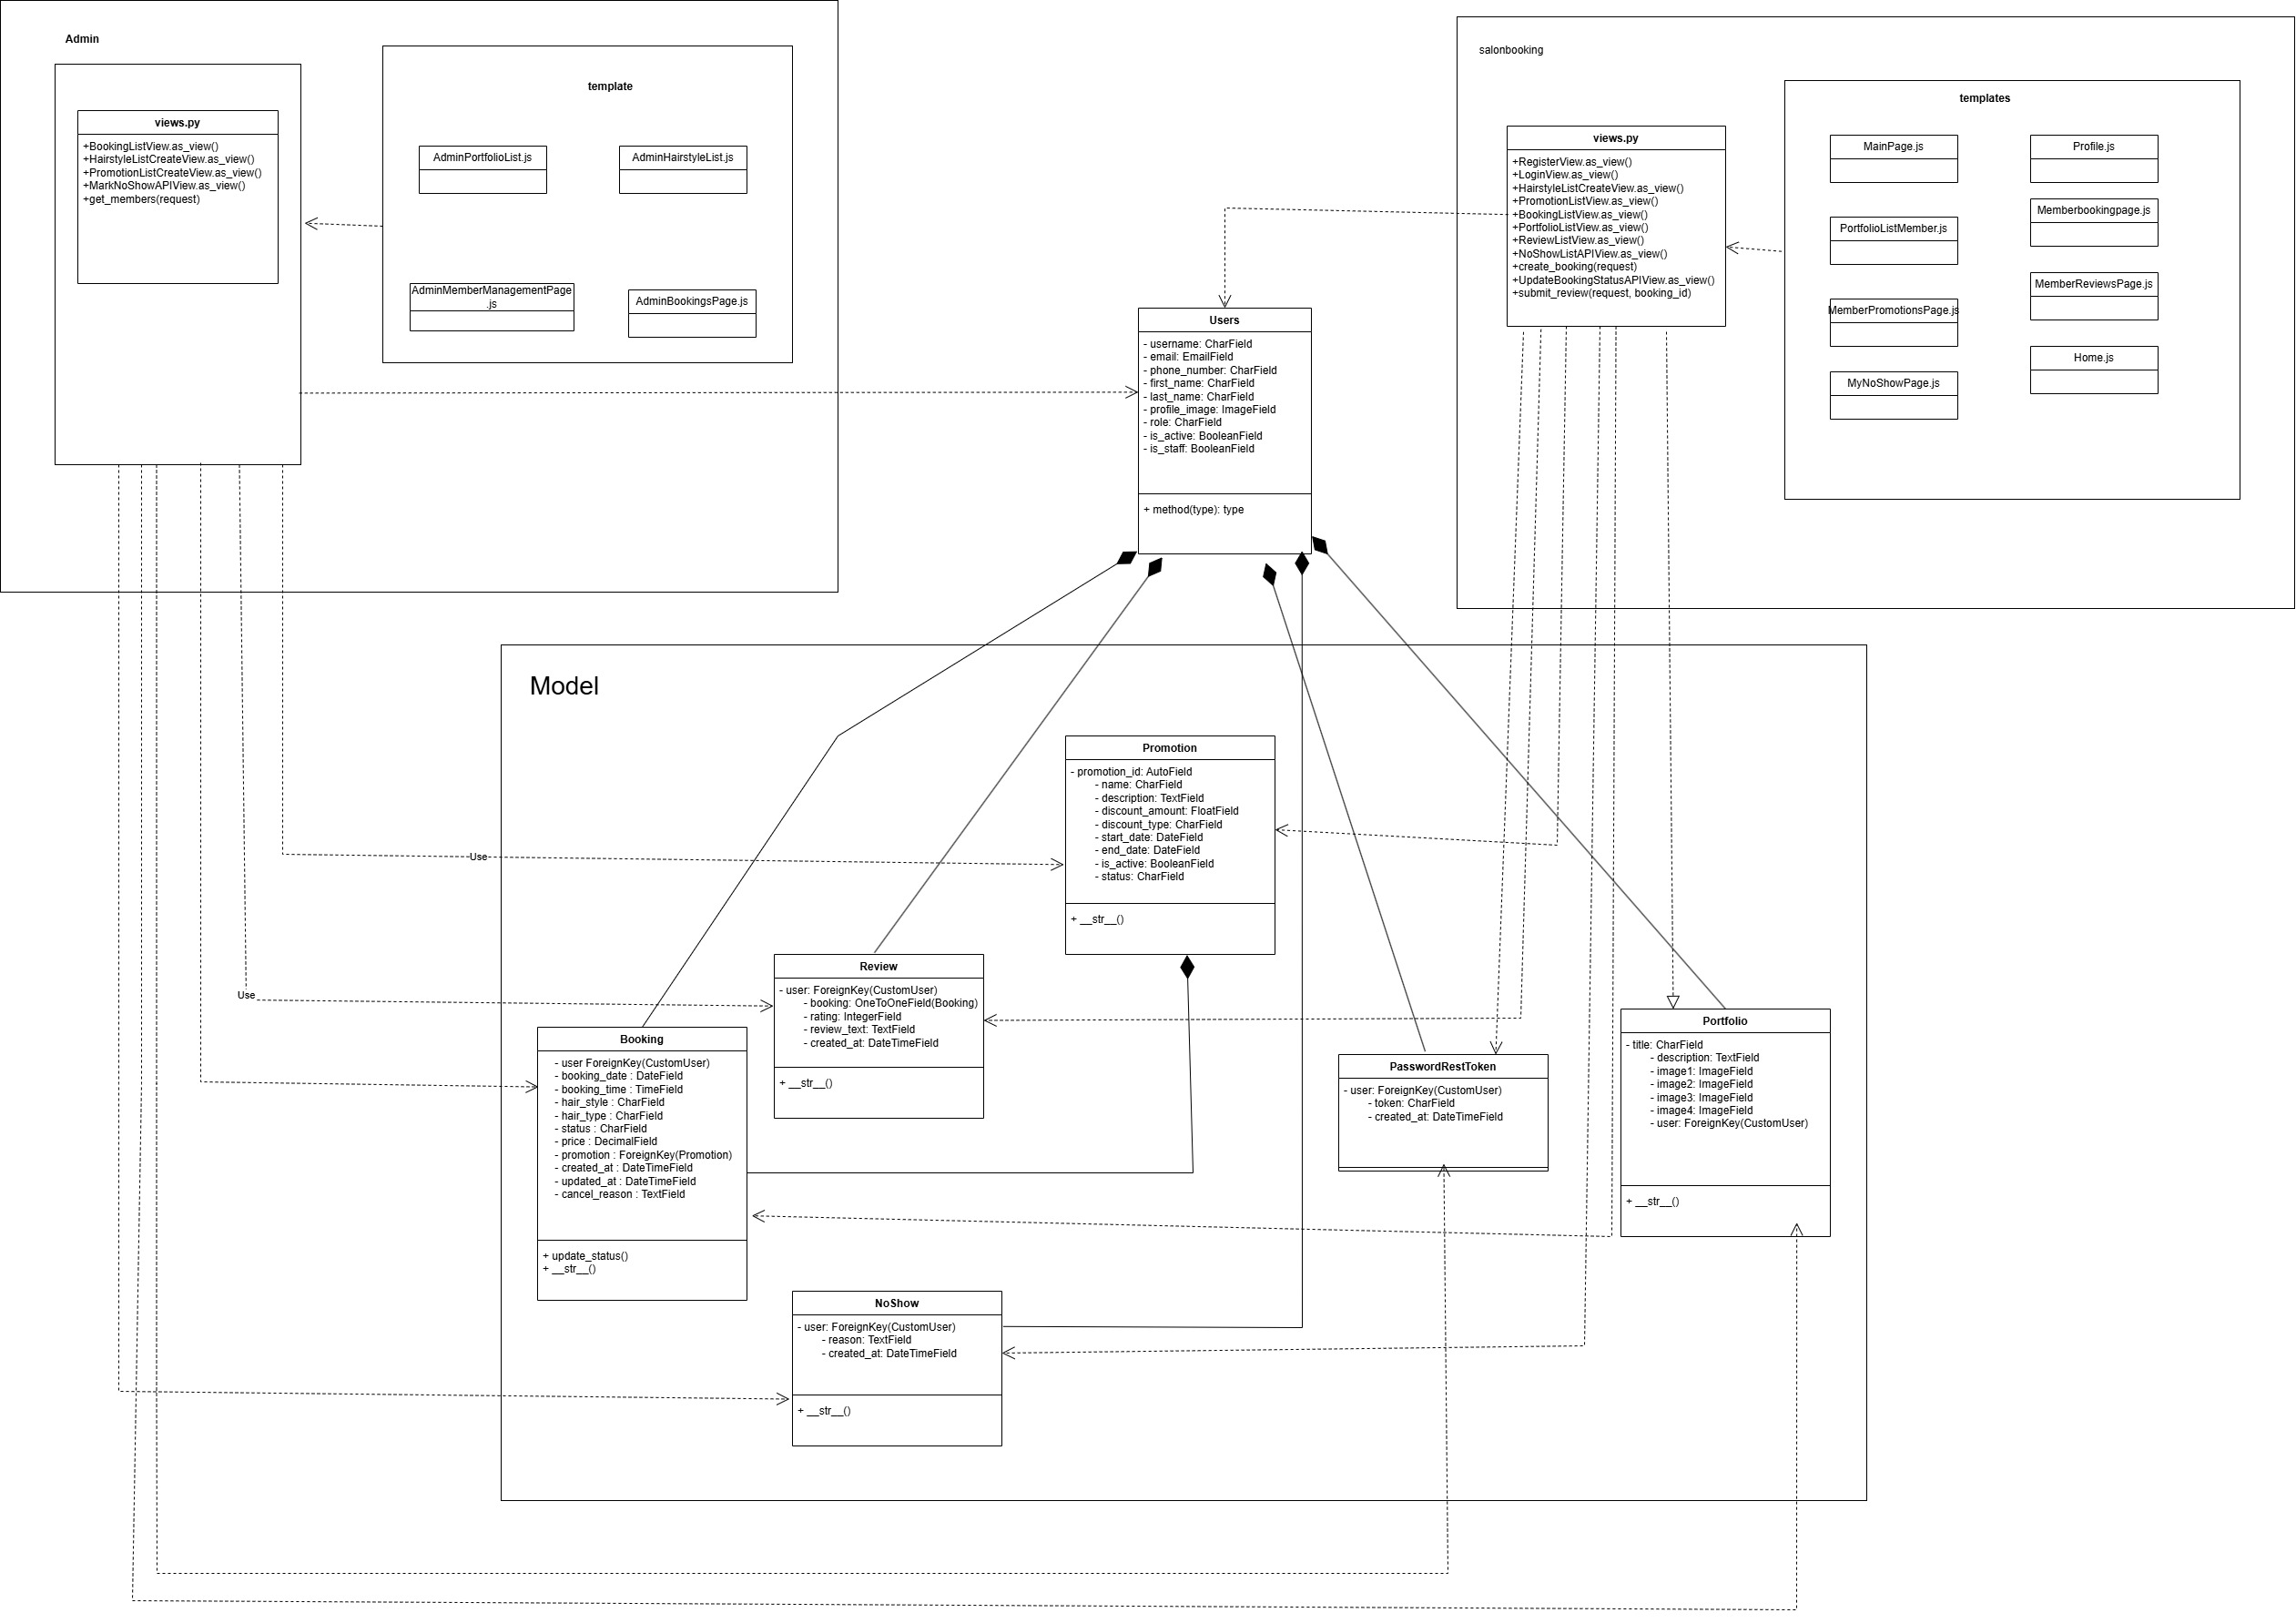 Admin
views.py
+BookingListView.as_view()
+HairstyleListCreateView.as_view()
+PromotionListCreateView.as_view()
+MarkNoShowAPIView.as_view()
+get_members(request)
template
AdminPortfolioList.js
AdminHairstyleList.js
AdminMemberManagementPage
.js
AdminBookingsPage.js
salonbooking
views.py
+RegisterView.as_view()
+LoginView.as_view()
+HairstyleListCreateView.as_view()
+PromotionListView.as_view()
+BookingListView.as_view()
+PortfolioListView.as_view()
+ReviewListView.as_view()
+NoShowListAPIView.as_view()
+create_booking(request)
+UpdateBookingStatusAPIView.as_view()
+submit_review(request, booking_id)
templates
MainPage.js
Profile.js
Memberbookingpage.js
PortfolioListMember.js
MemberReviewsPage.js
MemberPromotionsPage.js
Home.js
MyNoShowPage.js
Users
- username: CharField
- email: EmailField
- phone_number: CharField
- first_name: CharField
- last_name: CharField
- profile_image: ImageField
- role: CharField
- is_active: BooleanField
- is_staff: BooleanField
+ method(type): type
Model
Promotion
- promotion_id: AutoField
- name: CharField
- description: TextField
- discount_amount: FloatField
- discount_type: CharField
- start_date: DateField
- end_date: DateField
- is_active: BooleanField
- status: CharField
+ __str__()
Use
Use
Review
- user: ForeignKey(CustomUser)
- booking: OneToOneField(Booking)
- rating: IntegerField
- review_text: TextField
- created_at: DateTimeField
+ __str__()
Booking
- user ForeignKey(CustomUser)
- booking_date : DateField
- booking_time : TimeField
- hair_style : CharField
- hair_type : CharField
- status : CharField
- price : DecimalField
- promotion : ForeignKey(Promotion)
- created_at : DateTimeField
- updated_at : DateTimeField
- cancel_reason : TextField
+ update_status()
+ __str__()
PasswordRestToken
- user: ForeignKey(CustomUser)
- token: CharField
- created_at: DateTimeField
Portfolio
- title: CharField
- description: TextField
- image1: ImageField
- image2: ImageField
- image3: ImageField
- image4: ImageField
- user: ForeignKey(CustomUser)
+ __str__()
NoShow
- user: ForeignKey(CustomUser)
- reason: TextField
- created_at: DateTimeField
+ __str__()